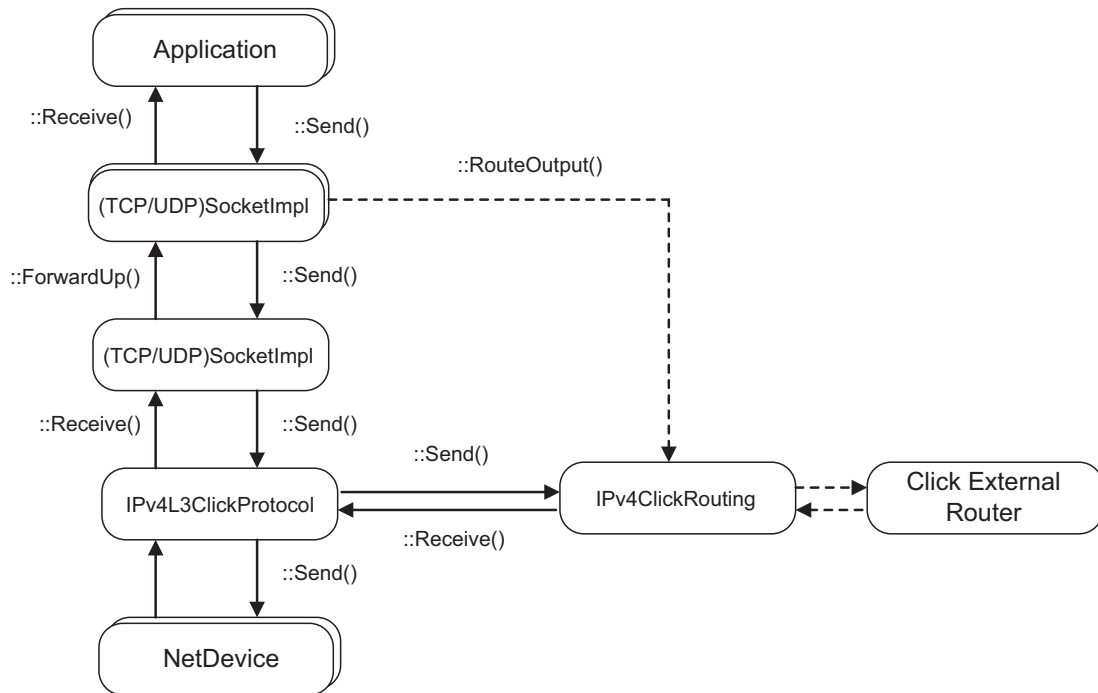 Application
::Receive()
::Send()
::RouteOutput()
(TCP/UDP)SocketImpl
::ForwardUp()
::Send()
(TCP/UDP)SocketImpl
::Receive()
::Send()
::Send()
IPv4L3ClickProtocol
IPv4ClickRouting
Click External
Router
::Receive()
::Send()
NetDevice